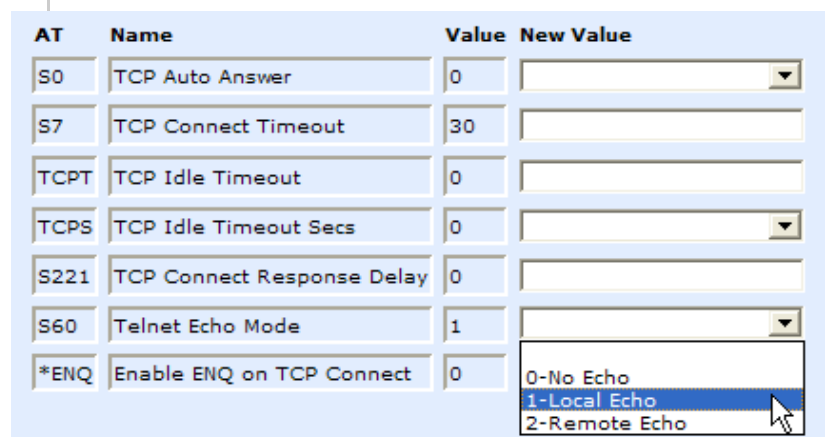 AT Name Value New Value
S0 TCP Auto Answer 0
S7 TCP Connect Timeout 30
TCPT TCP Idle Timeout 0
TCPS TCP Idle Timeout Secs 0
S221 TCP Connect Response Delay 0
S60 Telnet Echo Mode 1
*ENQ Enable ENQ on TCP Connect 0
0-No Echo
1-Local Echo
2-Remote Echo